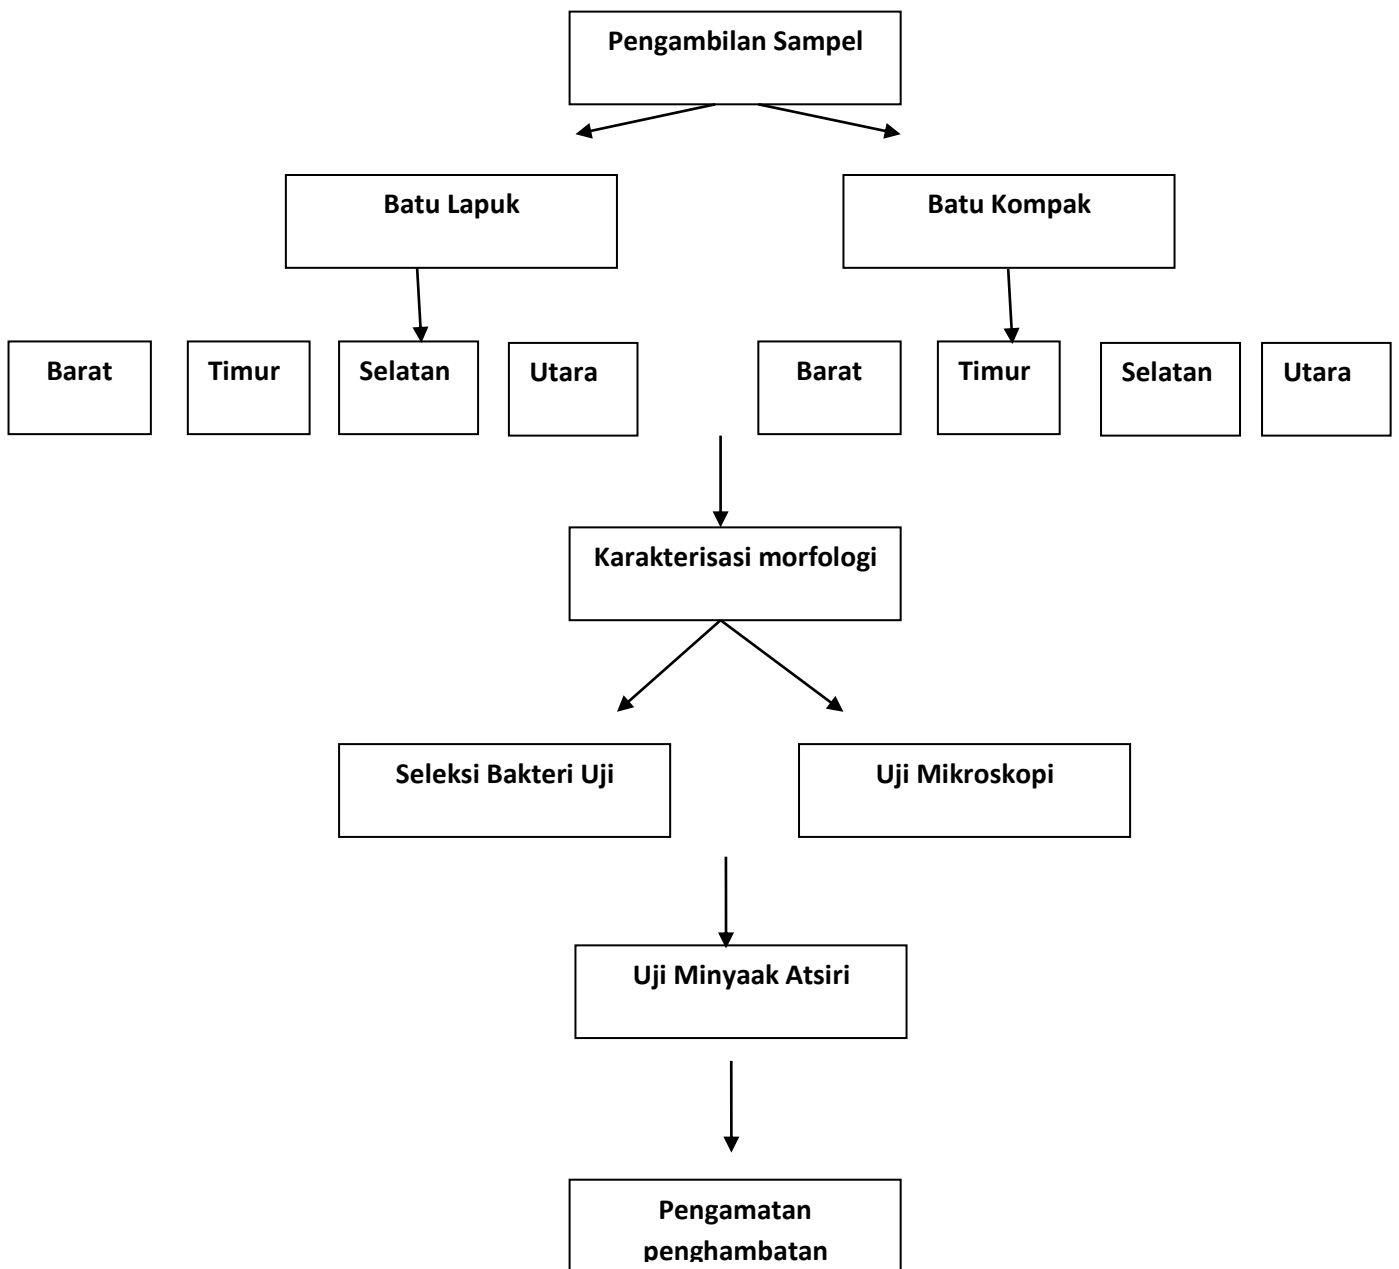 Pengambilan Sampel
Batu Lapuk
Batu Kompak
Barat
Timur
Selatan
Utara
Barat
Timur
Selatan
Utara
Karakterisasi morfologi
Seleksi Bakteri Uji
Uji Mikroskopi
Uji Minyaak Atsiri
Pengamatan
penghambatan